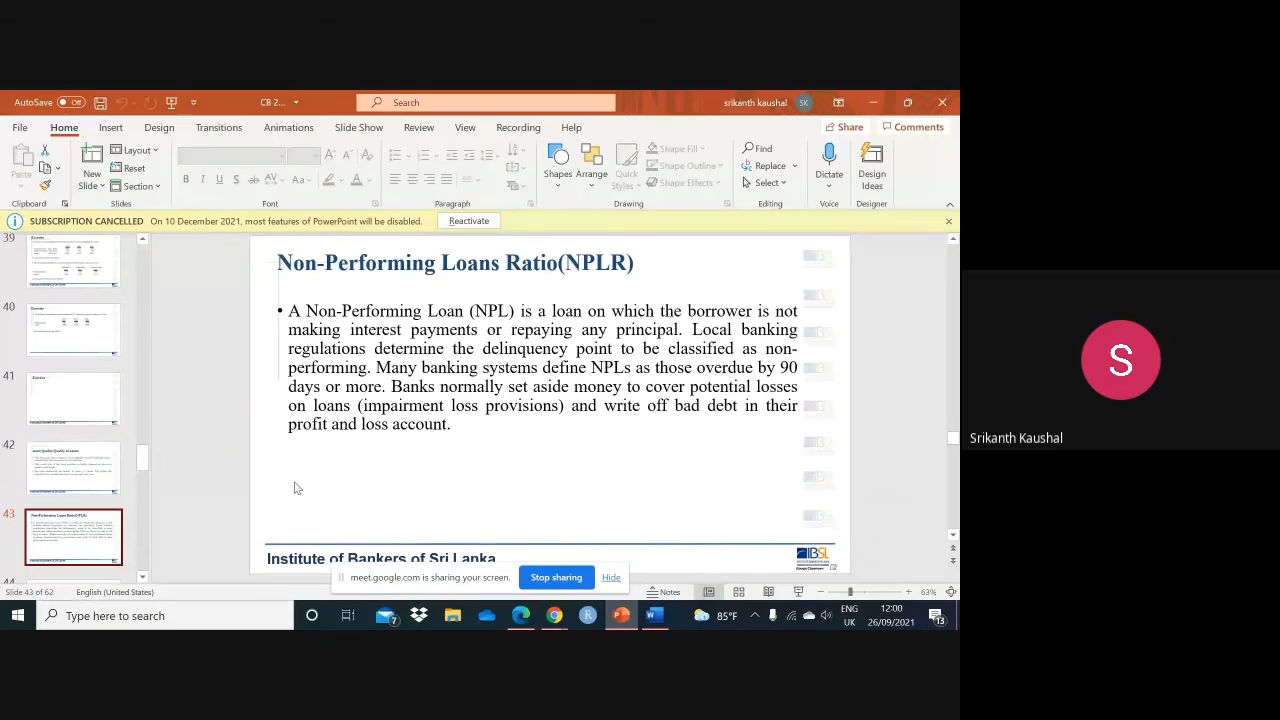 AutoSave Off
CB 2...
Search
srikanth kaushal SK
File Home Insert Design Transitions Animations Slide Show Review View Recording Help Share Comments
Paste
New
Slide
Layout
Reset
Section
Shapes Arrange Quick
Styles
Shape Fill
Shape Outline
Shape Effects
Find
Replace
Select
Dictate
Design
Ideas
Clipboard Slides Font Paragraph Drawing Editing Voice Designer
SUBSCRIPTION CANCELLED On 10 December 2021, most features of PowerPoint will be disabled. Reactivate
39
40
41
42
43
44
Non-Performing Loans Ratio(NPLR)
• A Non-Performing Loan (NPL) is a loan on which the borrower is not
making interest payments or repaying any principal. Local banking
regulations determine the delinquency point to be classified as non-
performing. Many banking systems define NPLs as those overdue by 90
days or more. Banks normally set aside money to cover potential losses
on loans (impairment loss provisions) and write off bad debt in their
profit and loss account.
Institute of Bankers of Sri Lanka
IBSL
meet.google.com is sharing your screen. Stop sharing Hide
Slide 43 of 62 English (United States) Notes 63%
Type here to search
7
85°F
ENG
UK
12:00
26/09/2021
13
S
Srikanth Kaushal